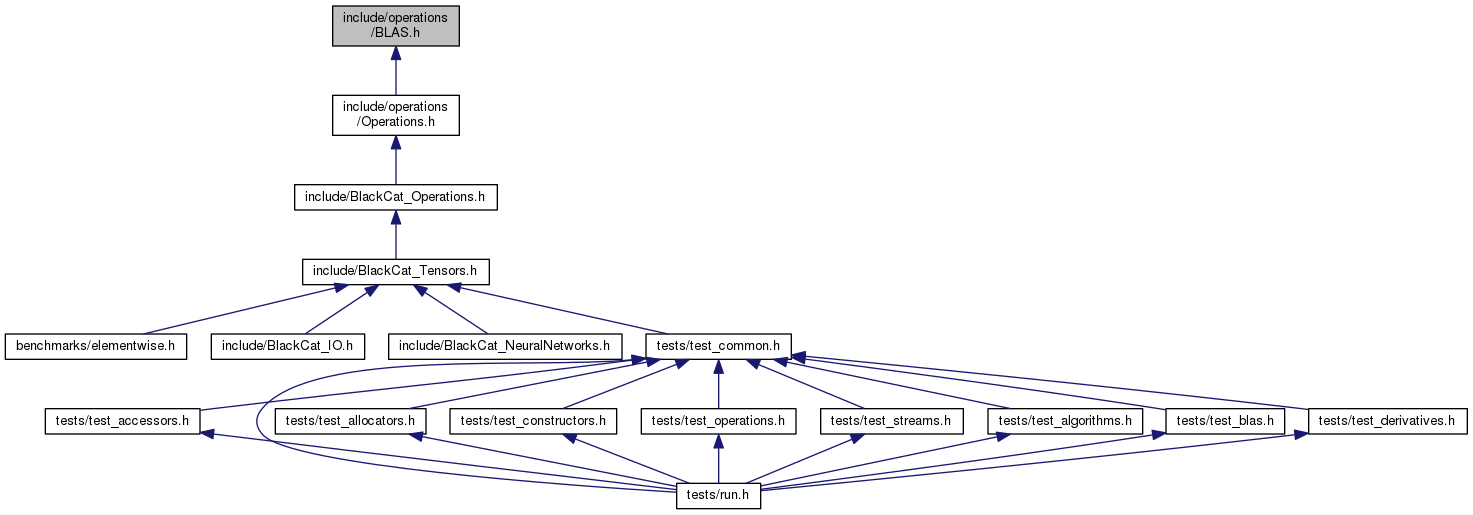 include/operations
/BLAS.h
include/operations
/Operations.h
include/BlackCat_Operations.h
include/BlackCat_Tensors.h
benchmarks/elementwise.h
include/BlackCat_IO.h
include/BlackCat_NeuralNetworks.h
tests/test_common.h
tests/test_accessors.h
tests/test_allocators.h
tests/test_constructors.h
tests/test_operations.h
tests/test_streams.h
tests/test_algorithms.h
tests/test_blas.h
tests/test_derivatives.h
tests/run.h